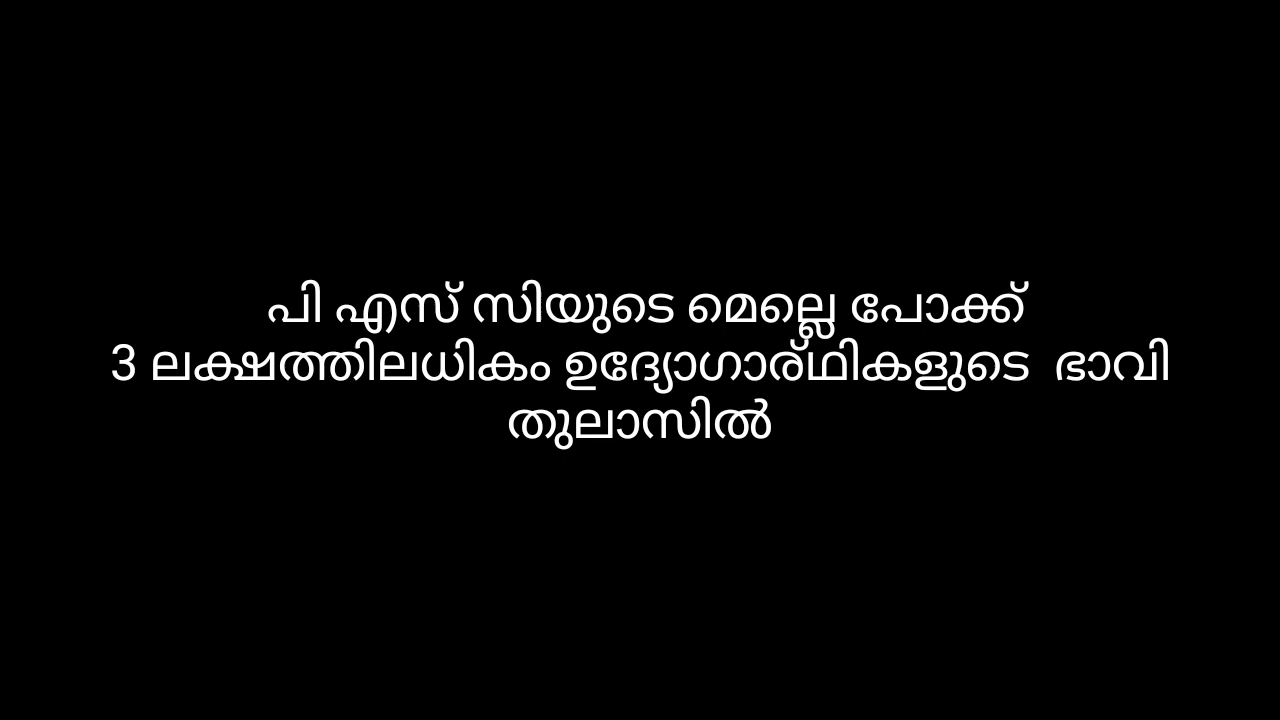 പി എസ് സിയുടെ മെല്ലെ പോക്ക്
3 ലക്ഷത്തിലധികം ഉദ്യോഗാര്ഥികളുടെ  ഭാവി
തുലാസിൽ